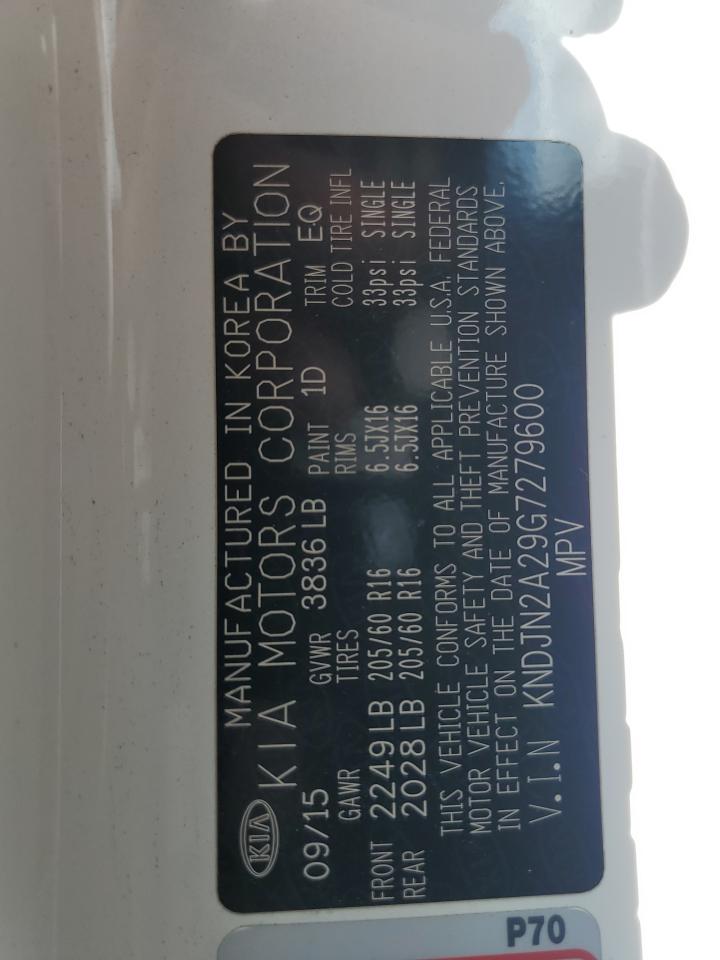 MANUFACTURED IN KOREA BY
KIA KIA MOTORS CORPORATION
09/15 GVWR 3836LB PAINT 1D TRIM EQ
GAWR TIRES RIMS COLD TIRE INFL
FRONT 2249LB 205/60 R16 6.5JX16 33psi SINGLE
REAR 2028LB 205/60 R16 6.5JX16 33psi SINGLE
THIS VEHICLE CONFORMS TO ALL APPLICABLE U.S.A. FEDERAL
MOTOR VEHICLE SAFETY AND THEFT PREVENTION STANDARDS
IN EFFECT ON THE DATE OF MANUFACTURE SHOWN ABOVE.
V.I.N KNDJN2A29G7279600
MPV
P70